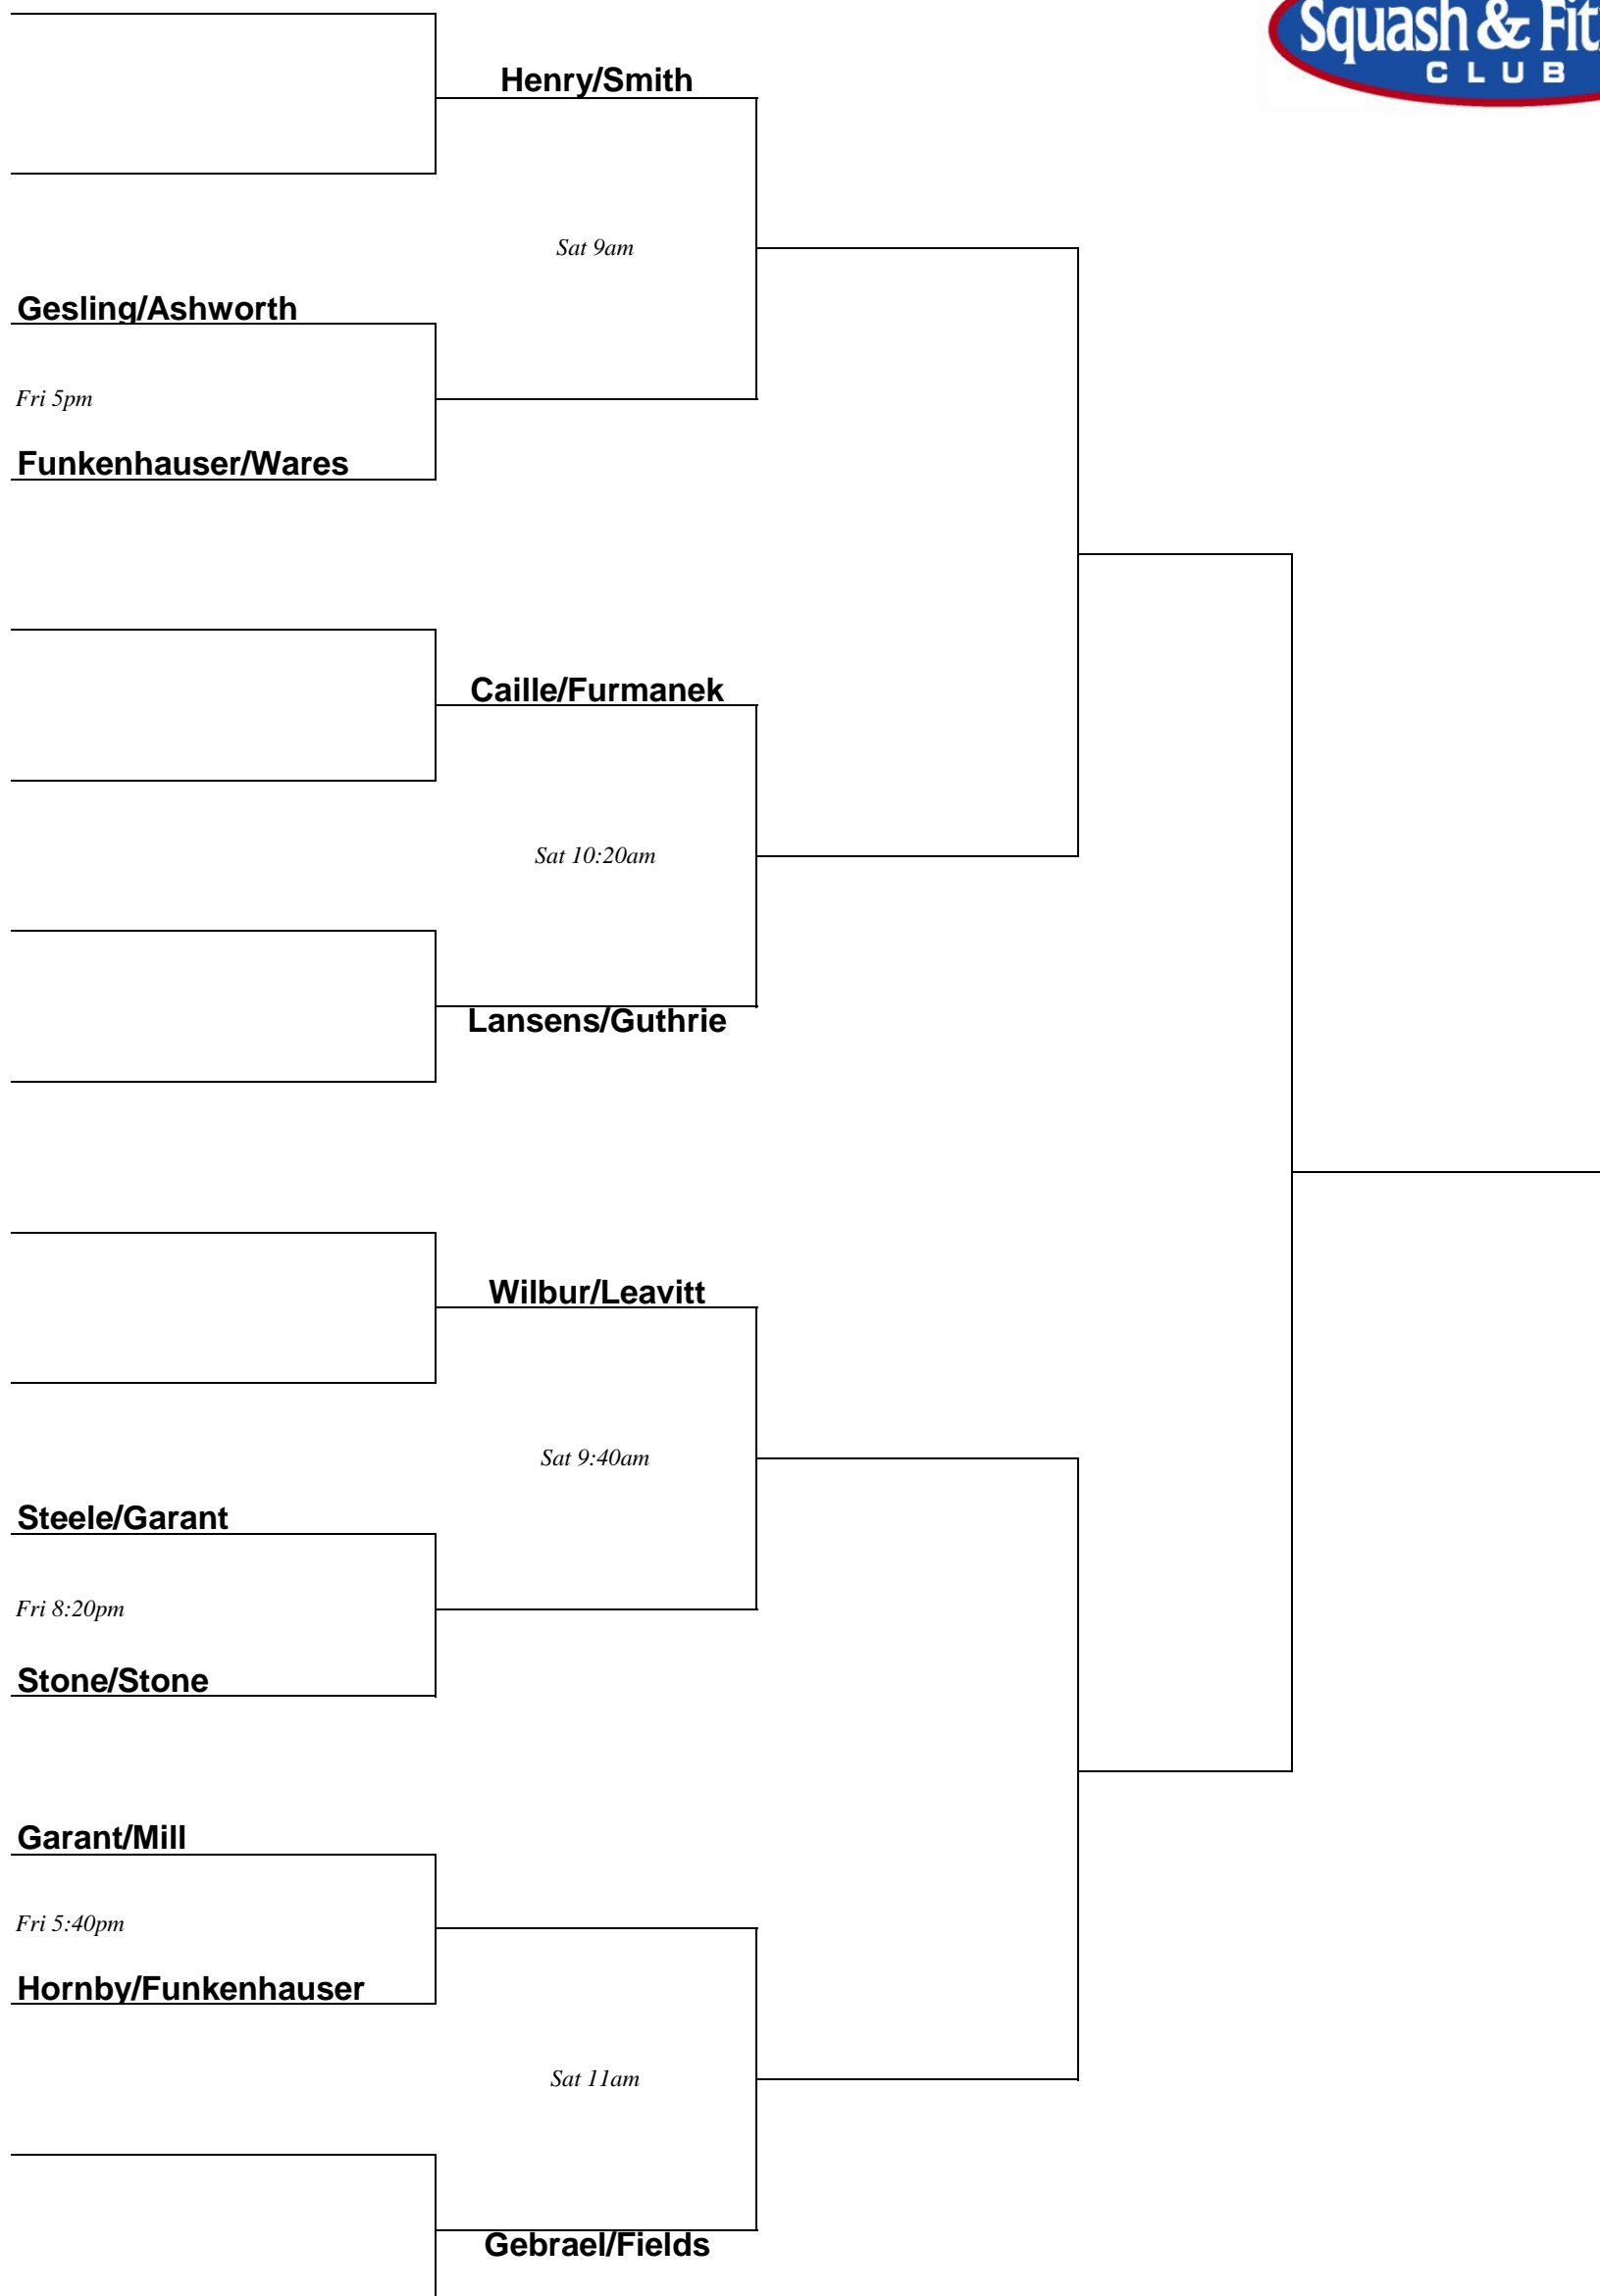 Squash & Fit
CLUB
Henry/Smith
Sat 9am
Gesling/Ashworth
Fri 5pm
Funkenhauser/Wares
Caille/Furmanek
Sat 10:20am
Lansens/Guthrie
Wilbur/Leavitt
Sat 9:40am
Steele/Garant
Fri 8:20pm
Stone/Stone
Garant/Mill
Fri 5:40pm
Hornby/Funkenhauser
Sat 11am
Gebrael/Fields